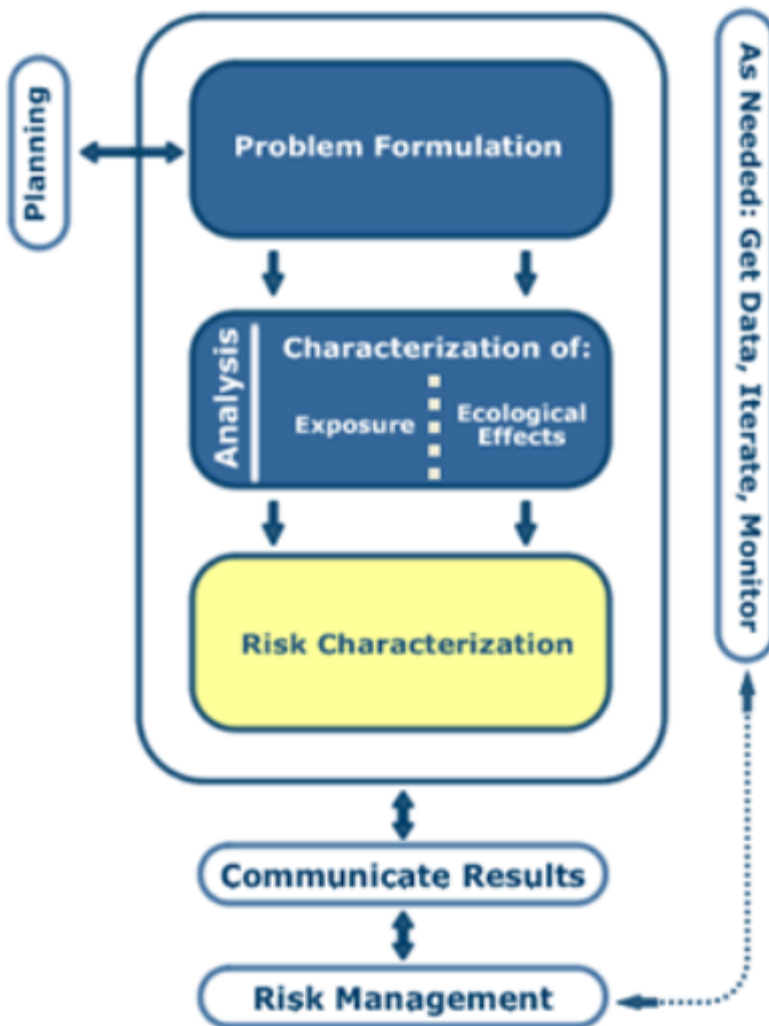 Planning
Problem Formulation
Analysis
Characterization of:
Exposure
Ecological
Effects
Risk Characterization
Communicate Results
Risk Management
As Needed: Get Data, Iterate, Monitor